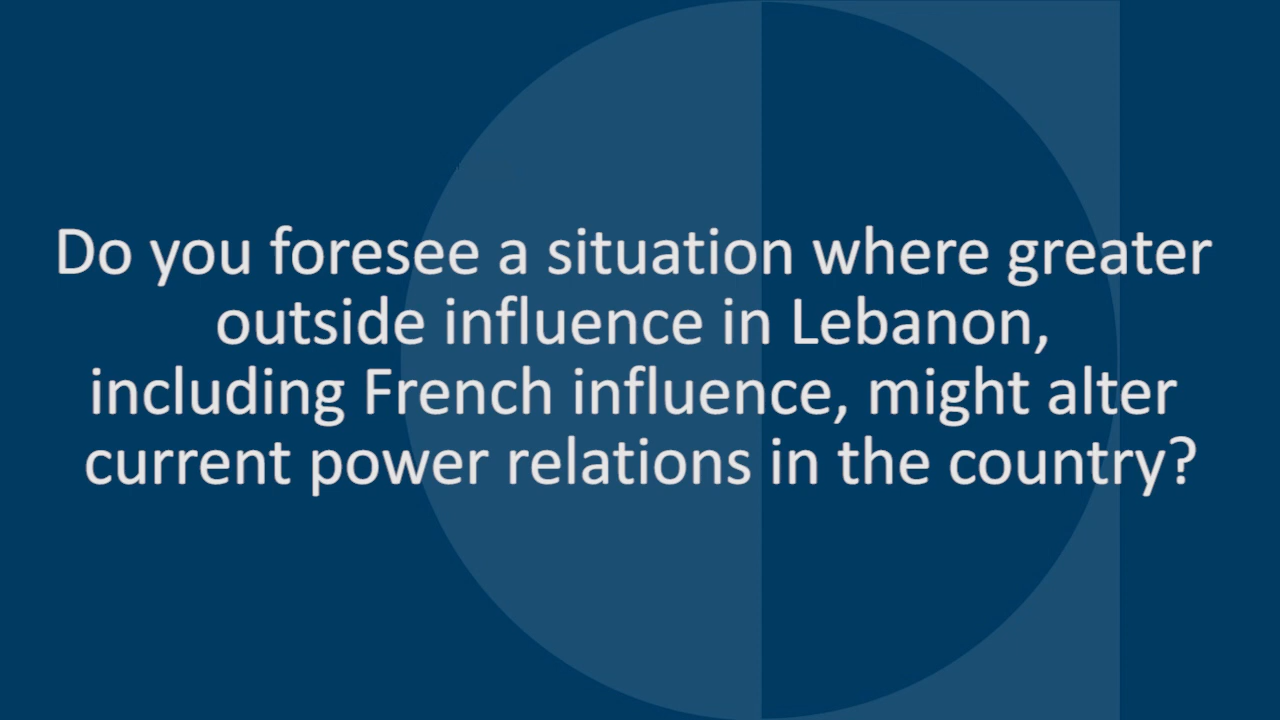 Do you foresee a situation where greater
outside influence in Lebanon,
including French influence, might alter
current power relations in the country?